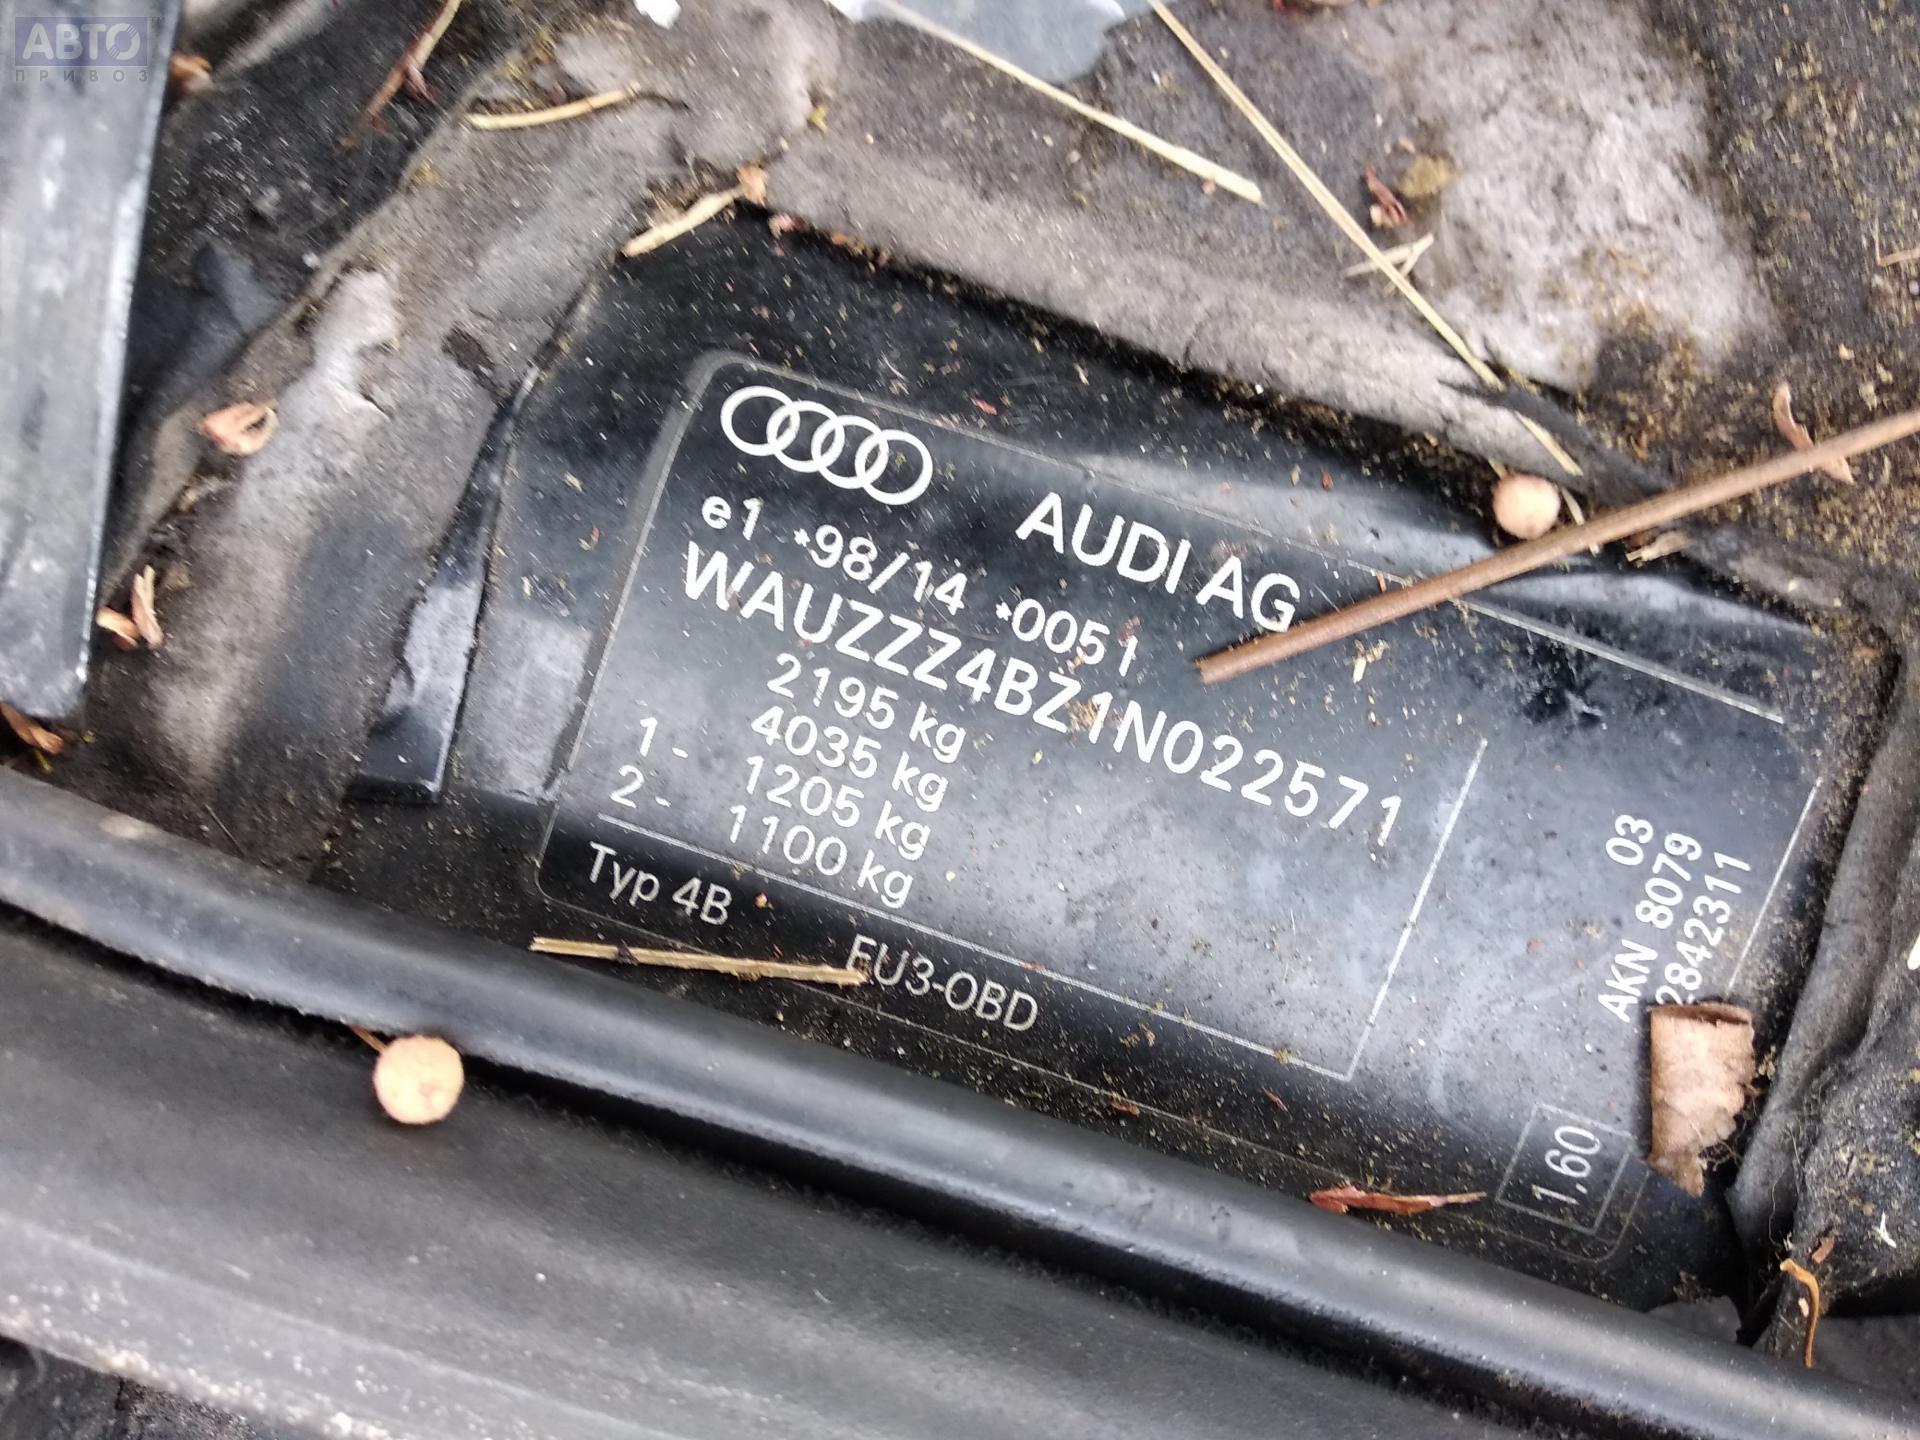 АВТО
ПРИВОЗ
AUDI AG
e1 *98/14 *0051
WAUZZZ4BZ1N022571
2195 kg
4035 kg
1- 1205 kg
2- 1100 kg
Typ 4B EU3-OBD
03
AKN 8079
2842311
1.60